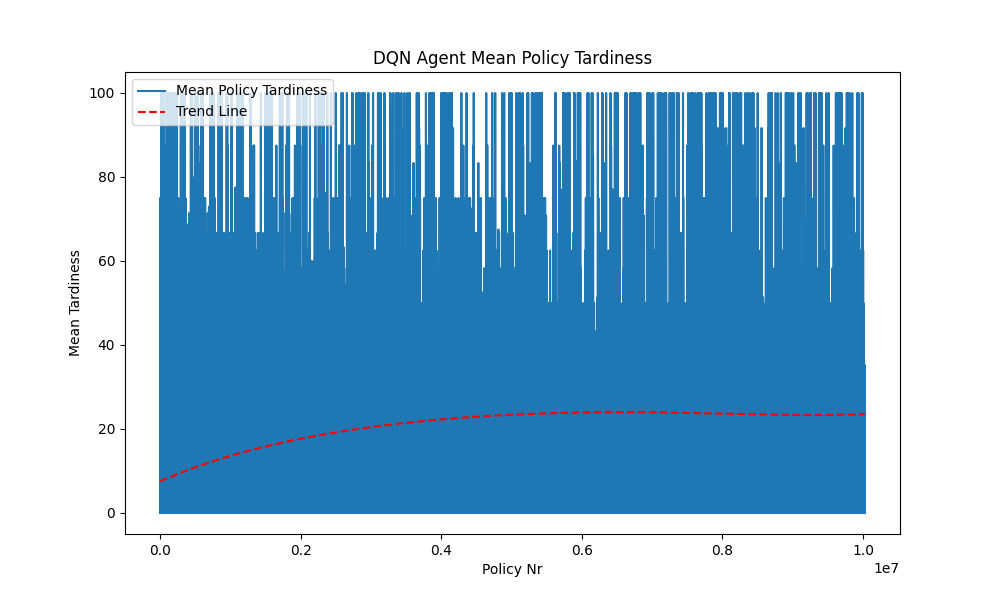 DQN Agent Mean Policy Tardiness
Mean Policy Tardiness
Trend Line
100
80
60
40
20
0
Mean Tardiness
0.0 0.2 0.4 0.6 0.8 1.0
1e7
Policy Nr